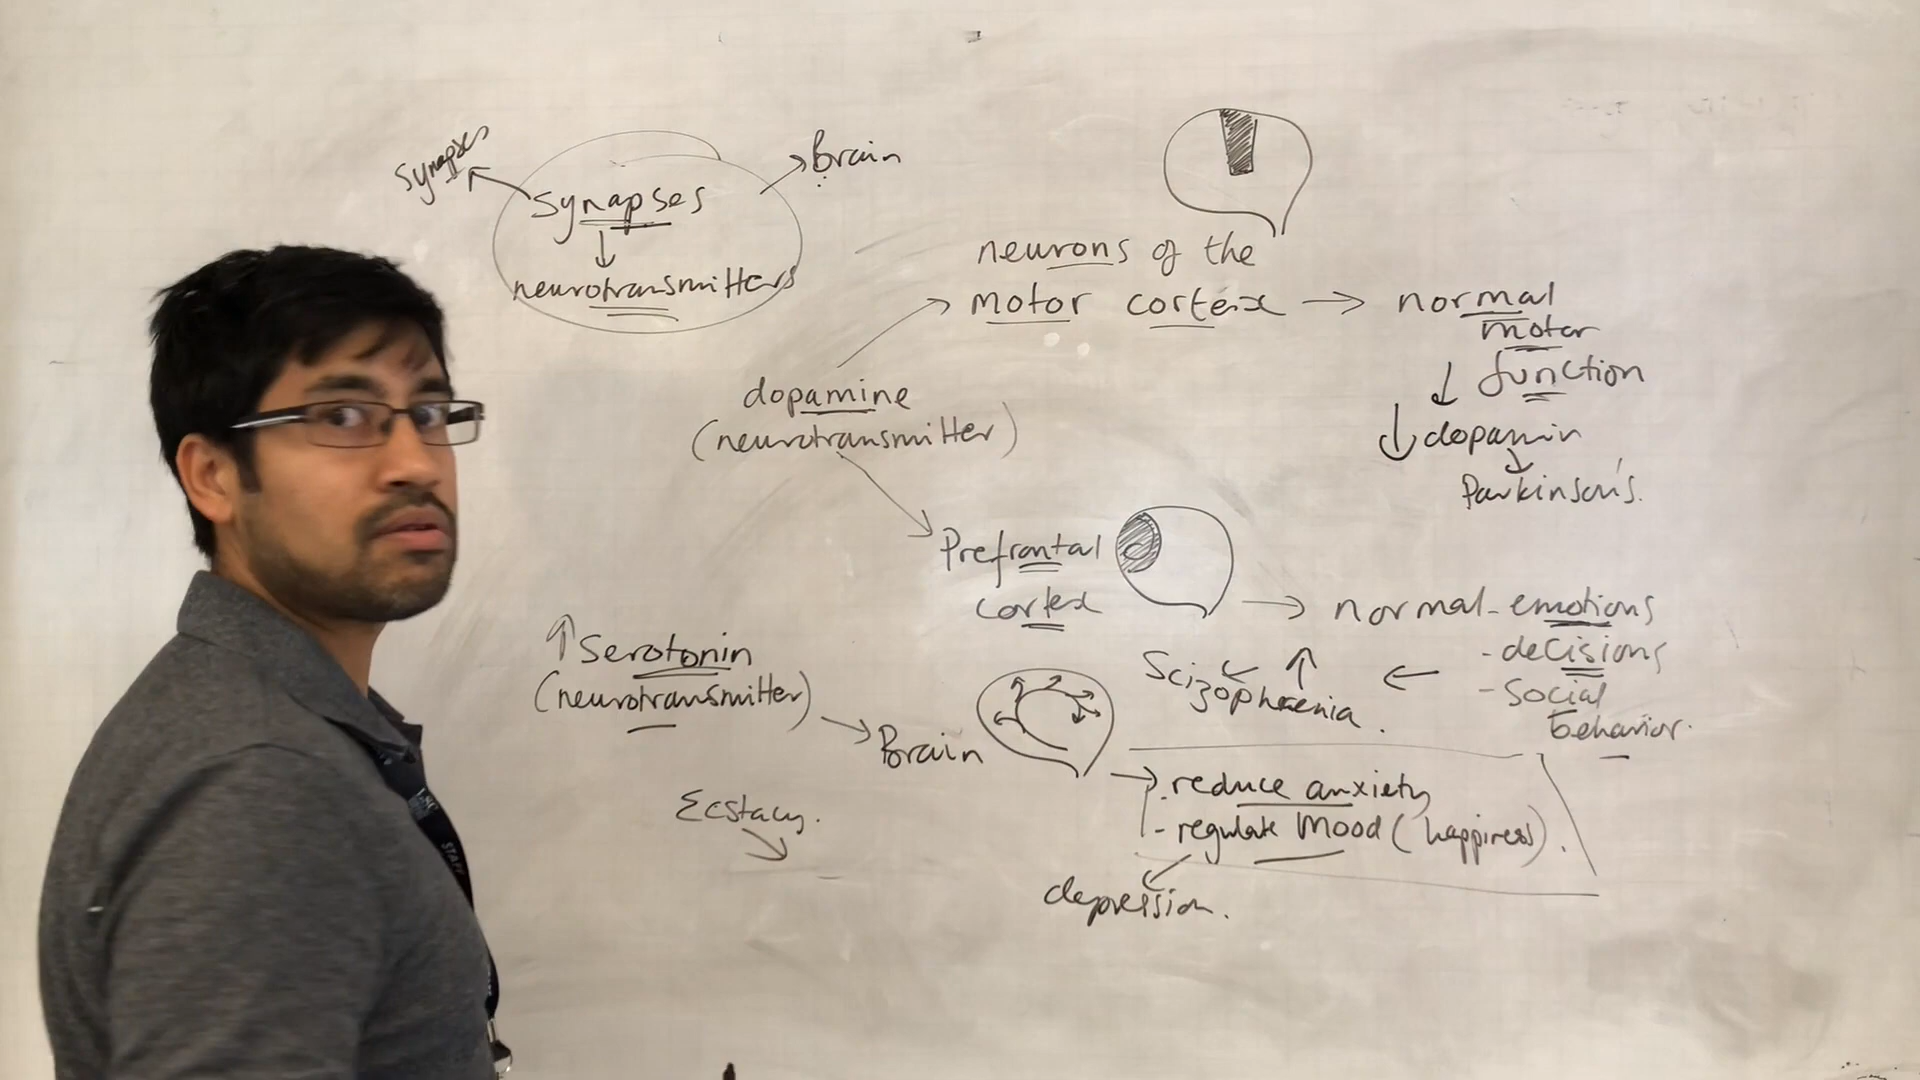 synapses
Brain
synapses
neurotransmitters
neurons of the
motor cortex
normal
motor
function
dopamin
Parkinson's.
dopamine
(neurotransmitter)
Prefrontal
cortex
normal - emotions
- decisions
- social
behavior.
Scizophrenia.
Serotonin
(neurotransmitter)
Brain
- reduce anxiety
- regulate mood (happiness).
depression.
Ecstacy.
STAFF